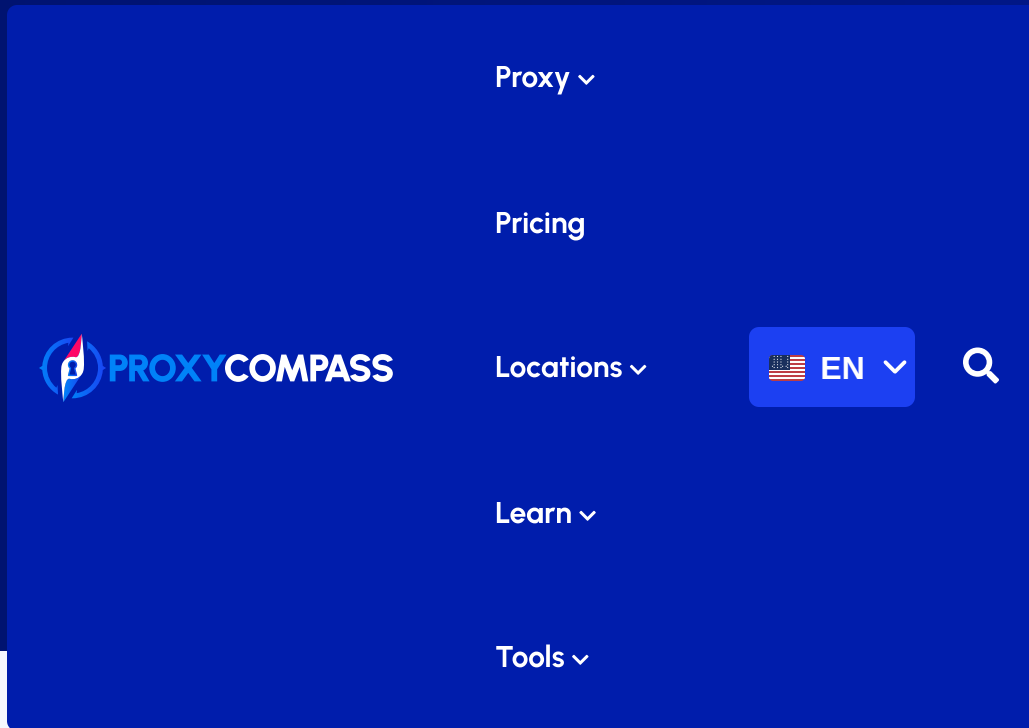 Proxy
Pricing
PROXYCOMPASS
Locations
EN
Learn
Tools